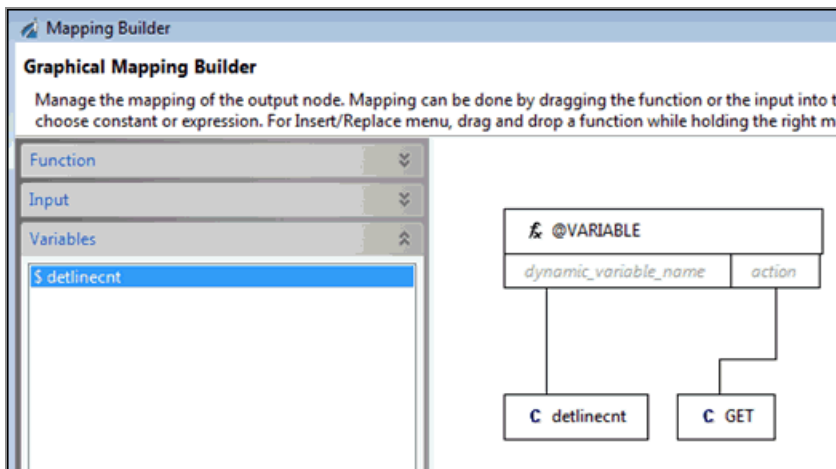 Mapping Builder
Graphical Mapping Builder
Manage the mapping of the output node. Mapping can be done by dragging the function or the input into t
choose constant or expression. For Insert/Replace menu, drag and drop a function while holding the right m
Function
Input
Variables
$ detlinecnt
fx @VARIABLE
dynamic_variable_name action
C detlinecnt C GET